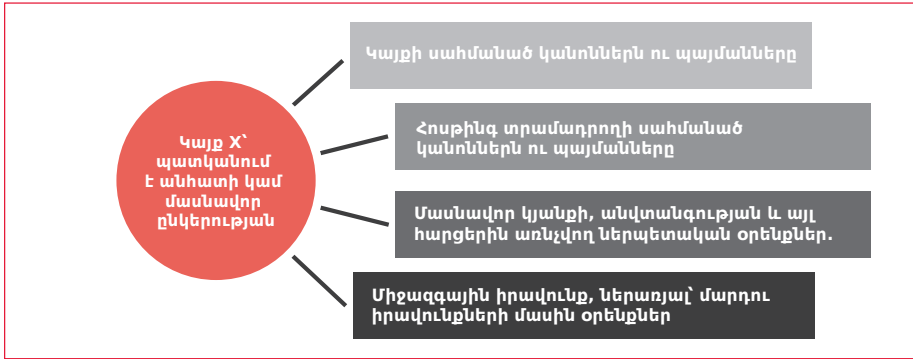 Կայքի սահմանած կանոններն ու պայմանները
Կայք X՝
պատկանում
է անհատի կամ
մասնավոր
ընկերության
Հոսթինգ տրամադրողի սահմանած
կանոններն ու պայմանները
Մասնավոր կյանքի, անվտանգության և այլ
հարցերին առնչվող ներպետական օրենքներ.
Միջազգային իրավունք, ներառյալ՝ մարդու
իրավունքների մասին օրենքներ